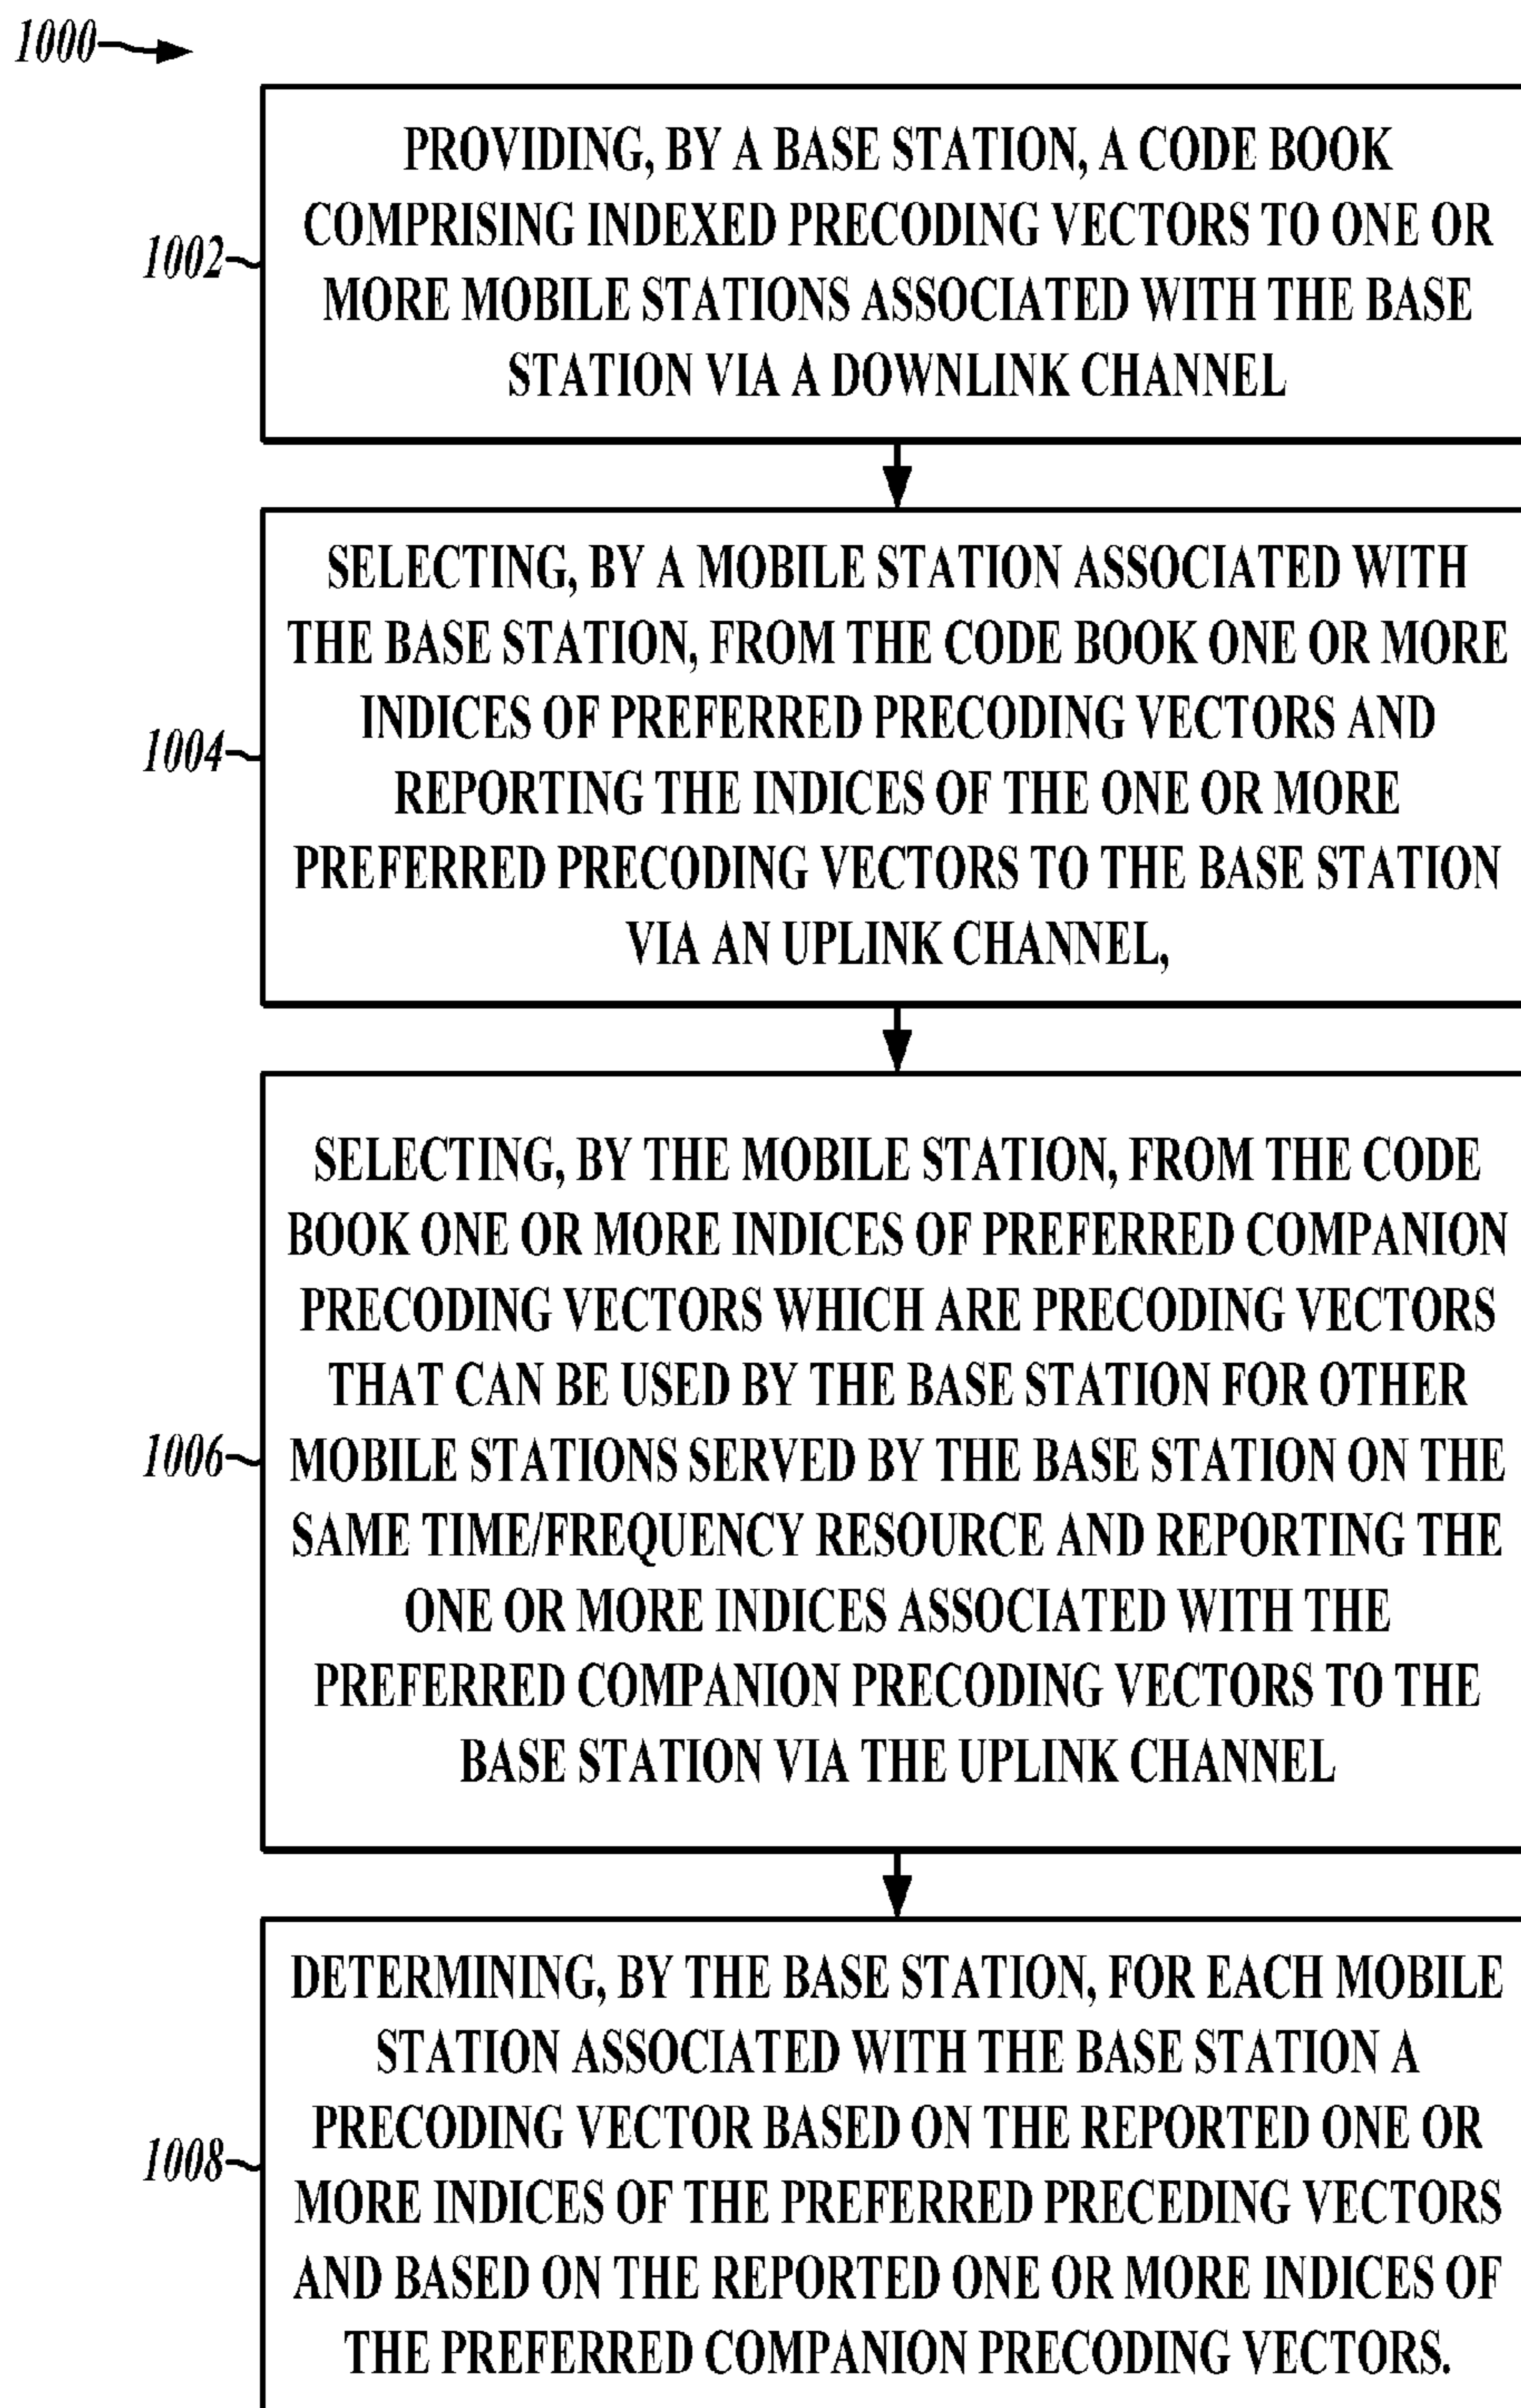 1000
PROVIDING, BY A BASE STATION, A CODE BOOK
COMPRISING INDEXED PRECODING VECTORS TO ONE OR
MORE MOBILE STATIONS ASSOCIATED WITH THE BASE
STATION VIA A DOWNLINK CHANNEL
1002
SELECTING, BY A MOBILE STATION ASSOCIATED WITH
THE BASE STATION, FROM THE CODE BOOK ONE OR MORE
INDICES OF PREFERRED PRECODING VECTORS AND
REPORTING THE INDICES OF THE ONE OR MORE
PREFERRED PRECODING VECTORS TO THE BASE STATION
VIA AN UPLINK CHANNEL,
1004
SELECTING, BY THE MOBILE STATION, FROM THE CODE
BOOK ONE OR MORE INDICES OF PREFERRED COMPANION
PRECODING VECTORS WHICH ARE PRECODING VECTORS
THAT CAN BE USED BY THE BASE STATION FOR OTHER
MOBILE STATIONS SERVED BY THE BASE STATION ON THE
SAME TIME/FREQUENCY RESOURCE AND REPORTING THE
ONE OR MORE INDICES ASSOCIATED WITH THE
PREFERRED COMPANION PRECODING VECTORS TO THE
BASE STATION VIA THE UPLINK CHANNEL
1006
DETERMINING, BY THE BASE STATION, FOR EACH MOBILE
STATION ASSOCIATED WITH THE BASE STATION A
PRECODING VECTOR BASED ON THE REPORTED ONE OR
MORE INDICES OF THE PREFERRED PRECEDING VECTORS
AND BASED ON THE REPORTED ONE OR MORE INDICES OF
THE PREFERRED COMPANION PRECODING VECTORS.
1008